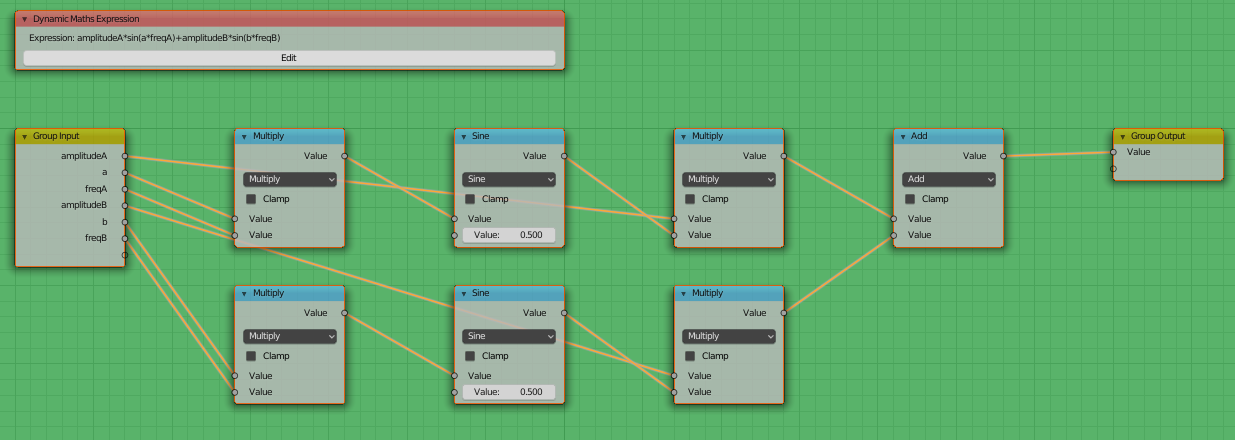 Dynamic Maths Expression
Expression: amplitudeA*sin(a*freqA)+amplitudeB*sin(b*freqB)
Edit
Group Input
amplitudeA
a
freqA
amplitudeB
b
freqB
Multiply
Value
Multiply
Clamp
Value
Value
Sine
Value
Sine
Clamp
Value
Value: 0.500
Multiply
Value
Multiply
Clamp
Value
Value
Add
Value
Add
Clamp
Value
Value
Group Output
Value
Multiply
Value
Multiply
Clamp
Value
Value
Sine
Value
Sine
Clamp
Value
Value: 0.500
Multiply
Value
Multiply
Clamp
Value
Value